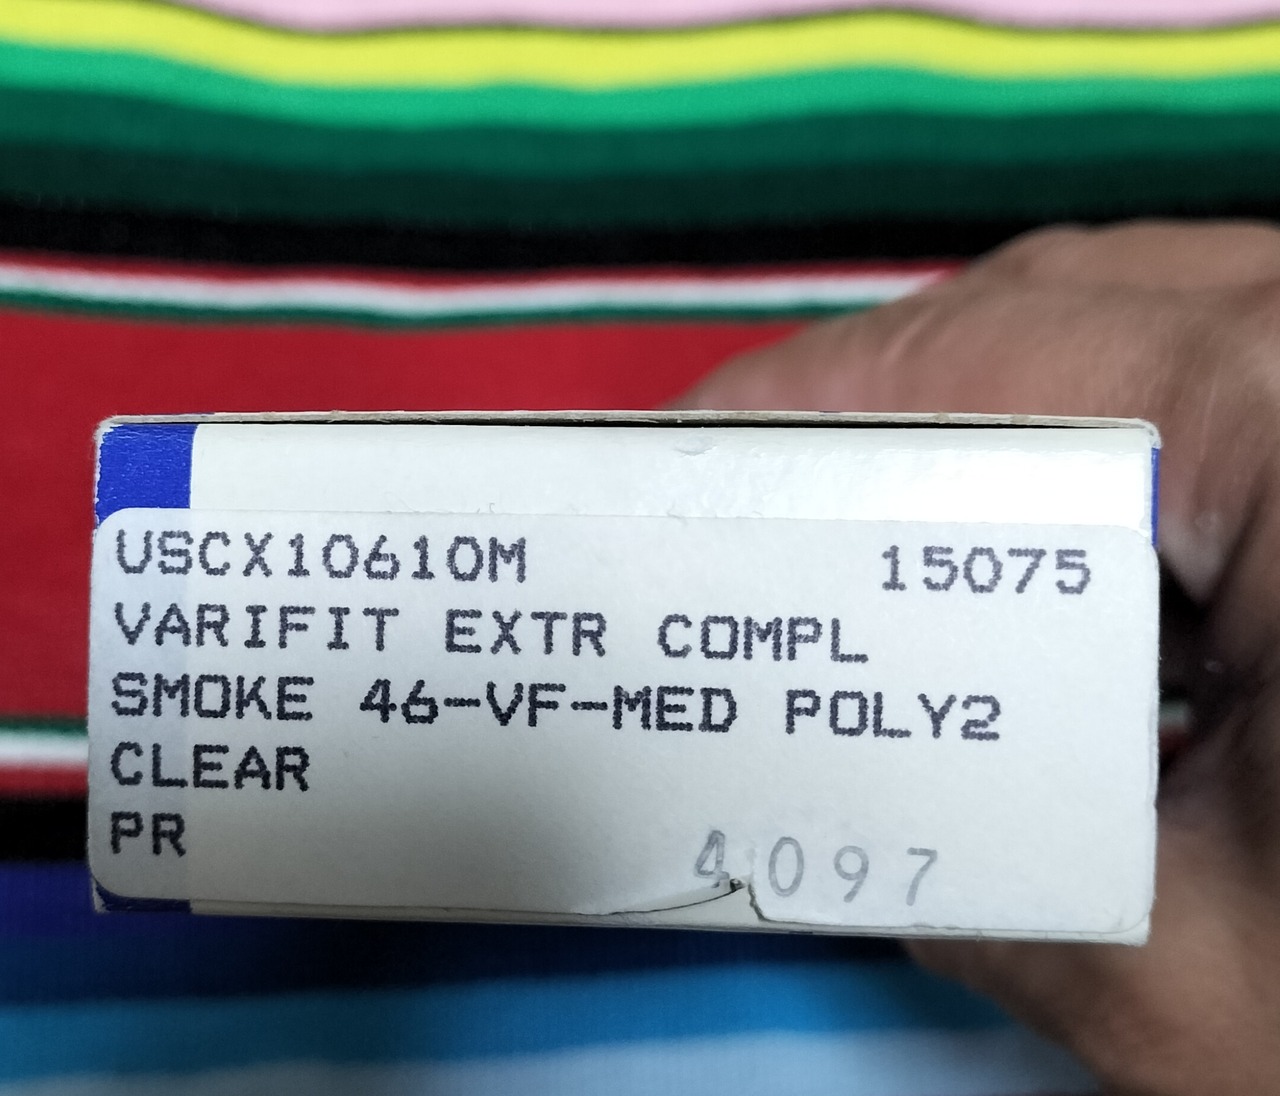 USCX10610M 15075
VARIFIT EXTR COMPL
SMOKE 46-VF-MED POLY2
CLEAR
PR
4097